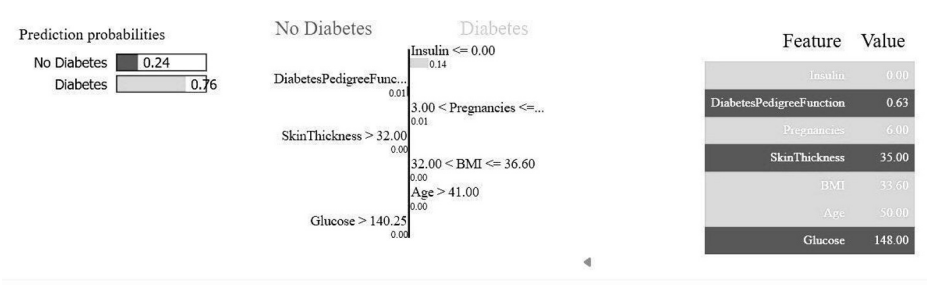 Prediction probabilities
No Diabetes 0.24
Diabetes 0.76
No Diabetes Diabetes
Insulin <= 0.00
0.14
DiabetesPedigreeFunc...
0.01
3.00 < Pregnancies <=...
0.01
SkinThickness > 32.00
0.00
32.00 < BMI <= 36.60
0.00
Age > 41.00
0.00
Glucose > 140.25
0.00
Feature Value
Insulin 0.00
DiabetesPedigreeFunction 0.63
Pregnancies 6.00
SkinThickness 35.00
BMI 33.60
Age 50.00
Glucose 148.00